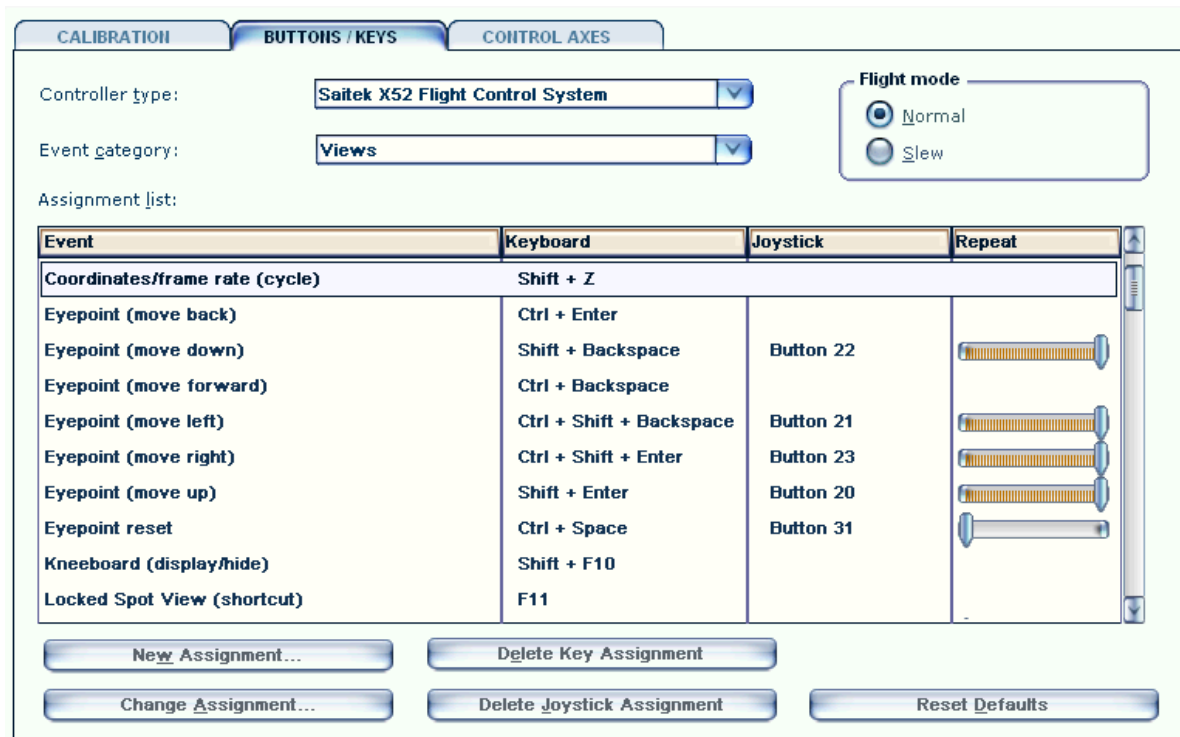 CALIBRATION BUTTONS / KEYS CONTROL AXES
Controller type: Saitek X52 Flight Control System
Flight mode
Normal
Event category: Views
Slew
Assignment list:
Event Keyboard Joystick Repeat
Coordinates/frame rate (cycle) Shift + Z
Eyepoint (move back) Ctrl + Enter
Eyepoint (move down) Shift + Backspace Button 22
Eyepoint (move forward) Ctrl + Backspace
Eyepoint (move left) Ctrl + Shift + Backspace Button 21
Eyepoint (move right) Ctrl + Shift + Enter Button 23
Eyepoint (move up) Shift + Enter Button 20
Eyepoint reset Ctrl + Space Button 31
Kneeboard (display/hide) Shift + F10
Locked Spot View (shortcut) F11
New Assignment... Delete Key Assignment
Change Assignment... Delete Joystick Assignment Reset Defaults